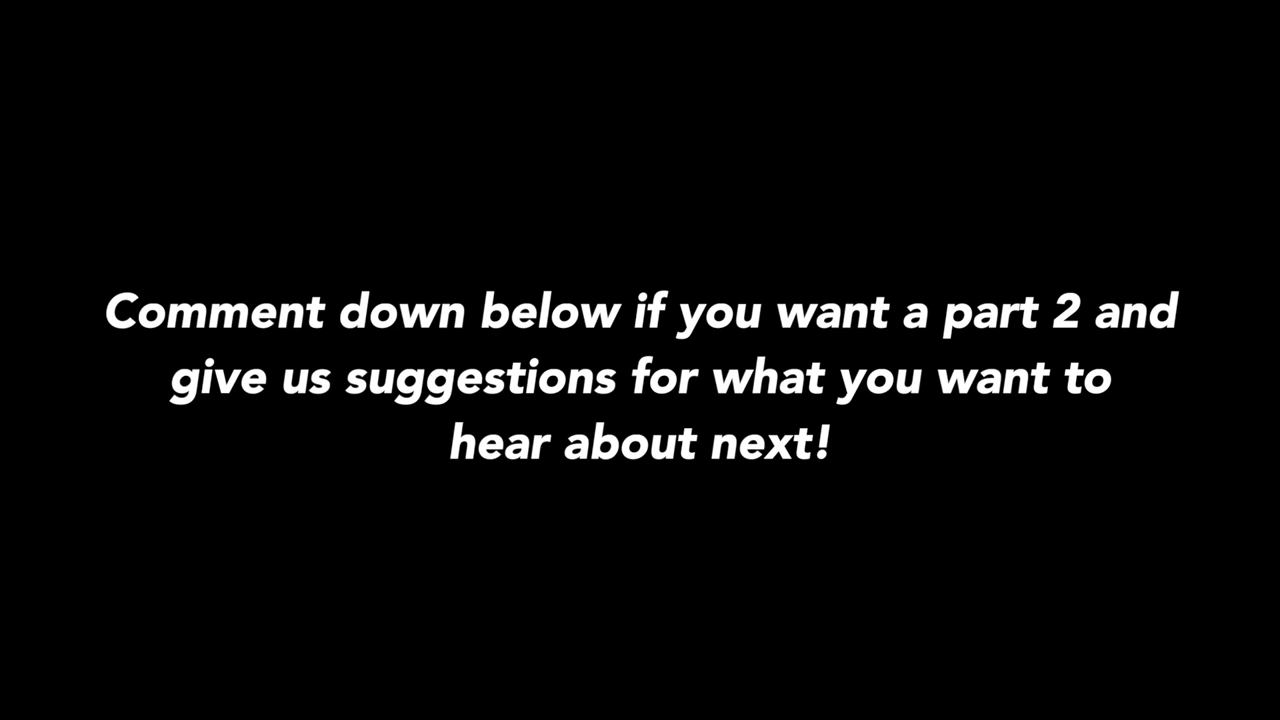 Comment down below if you want a part 2 and
give us suggestions for what you want to
hear about next!